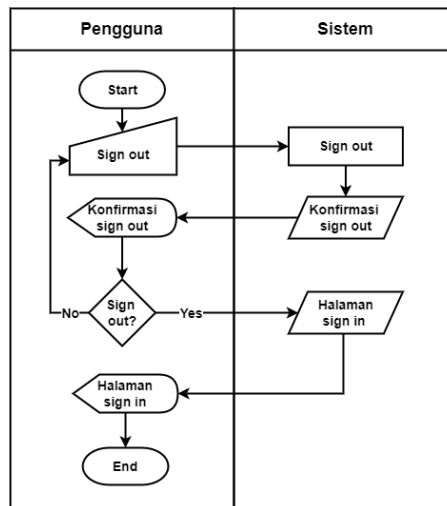 Pengguna
Sistem
Start
Sign out
Sign out
Konfirmasi
sign out
Konfirmasi
sign out
Sign
out?
No
Yes
Halaman
sign in
Halaman
sign in
End